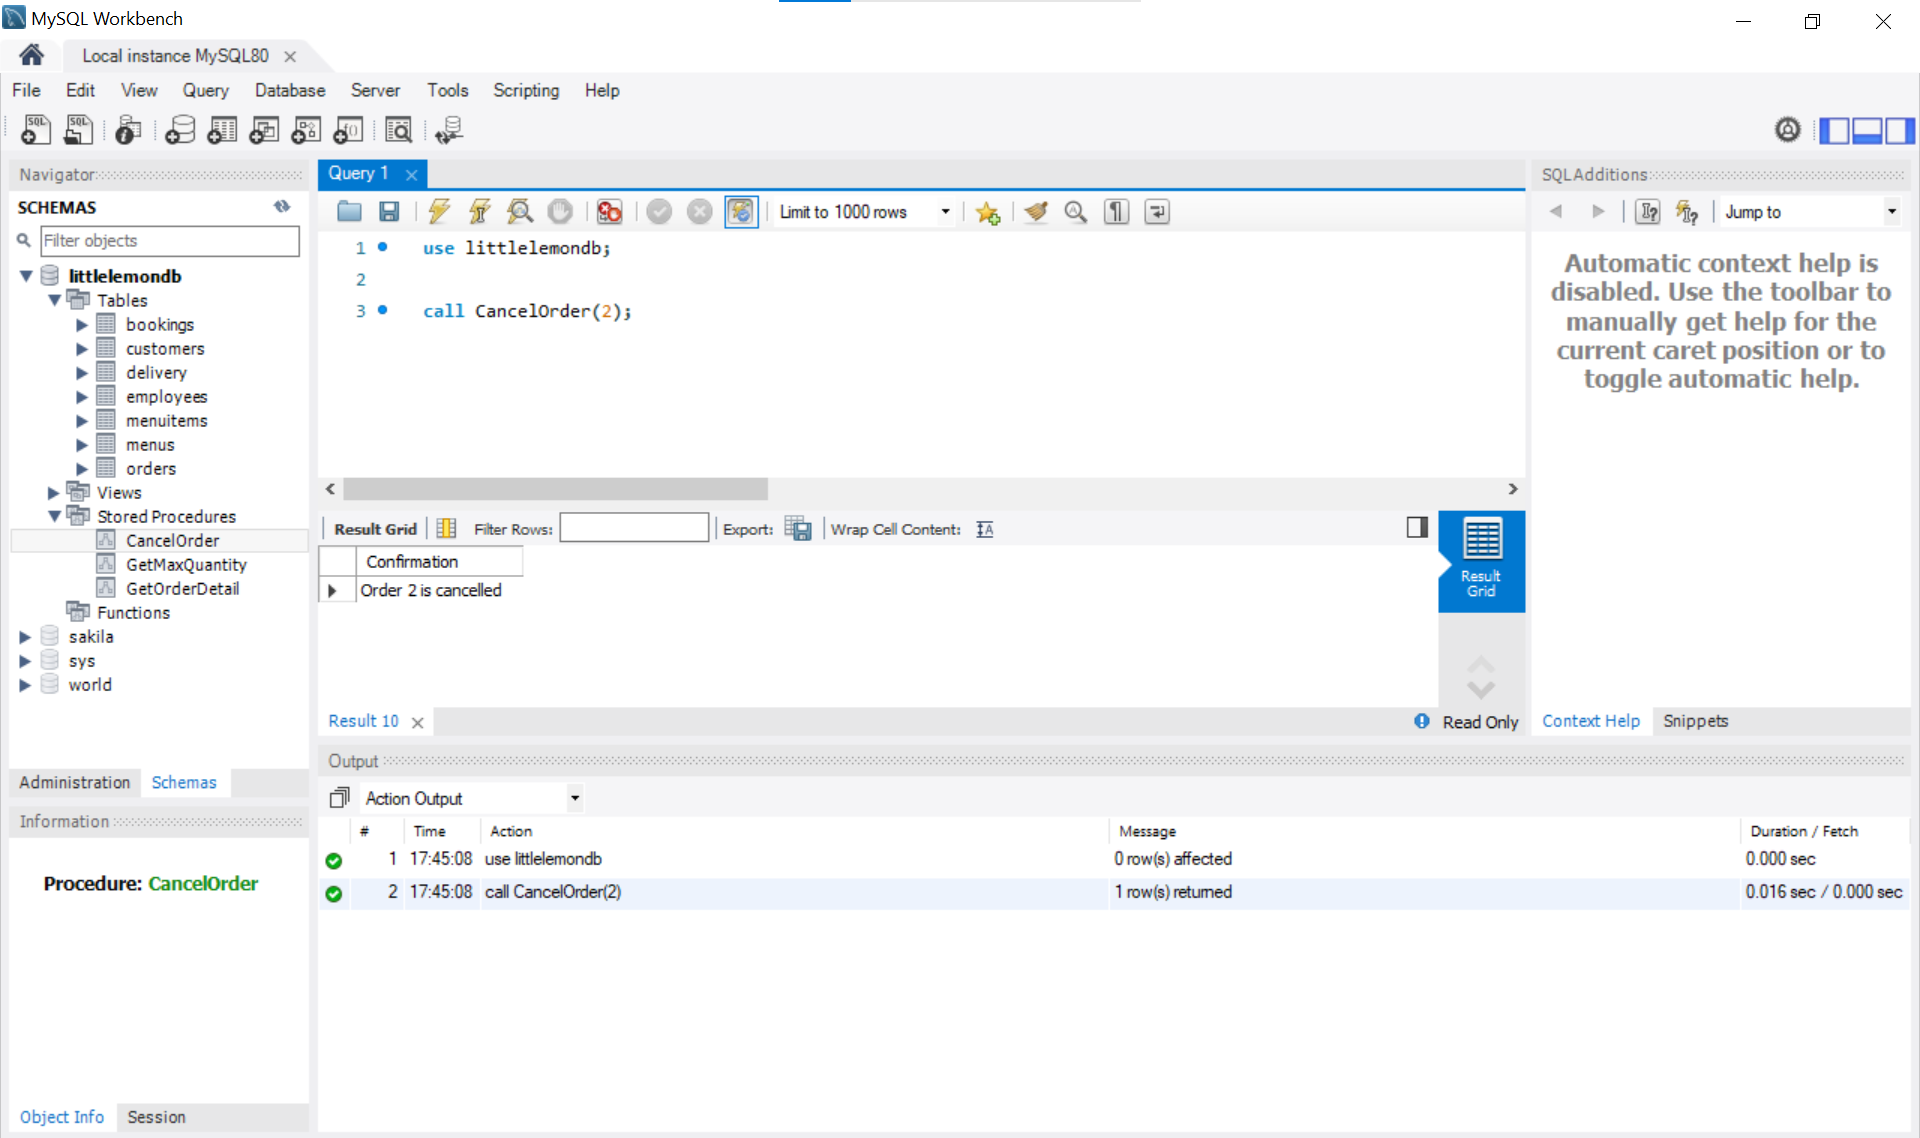 MySQL Workbench
Local instance MySQL80
File Edit View Query Database Server Tools Scripting Help
Navigator
SCHEMAS
Filter objects
littlelemondb
Tables
bookings
customers
delivery
employees
menuitems
menus
orders
Views
Stored Procedures
CancelOrder
GetMaxQuantity
GetOrderDetail
Functions
sakila
sys
world
Administration Schemas
Information
Procedure: CancelOrder
Object Info Session
Query 1
Limit to 1000 rows
1 use littlelemondb;
2
3 call CancelOrder(2);
Result Grid Filter Rows: Export: Wrap Cell Content:
Confirmation
Order 2 is cancelled
Result
Grid
Result 10
Read Only
SQLAdditions
Jump to
Automatic context help is
disabled. Use the toolbar to
manually get help for the
current caret position or to
toggle automatic help.
Context Help Snippets
Output
Action Output
# Time Action Message Duration / Fetch
1 17:45:08 use littlelemondb 0 row(s) affected 0.000 sec
2 17:45:08 call CancelOrder(2) 1 row(s) returned 0.016 sec / 0.000 sec